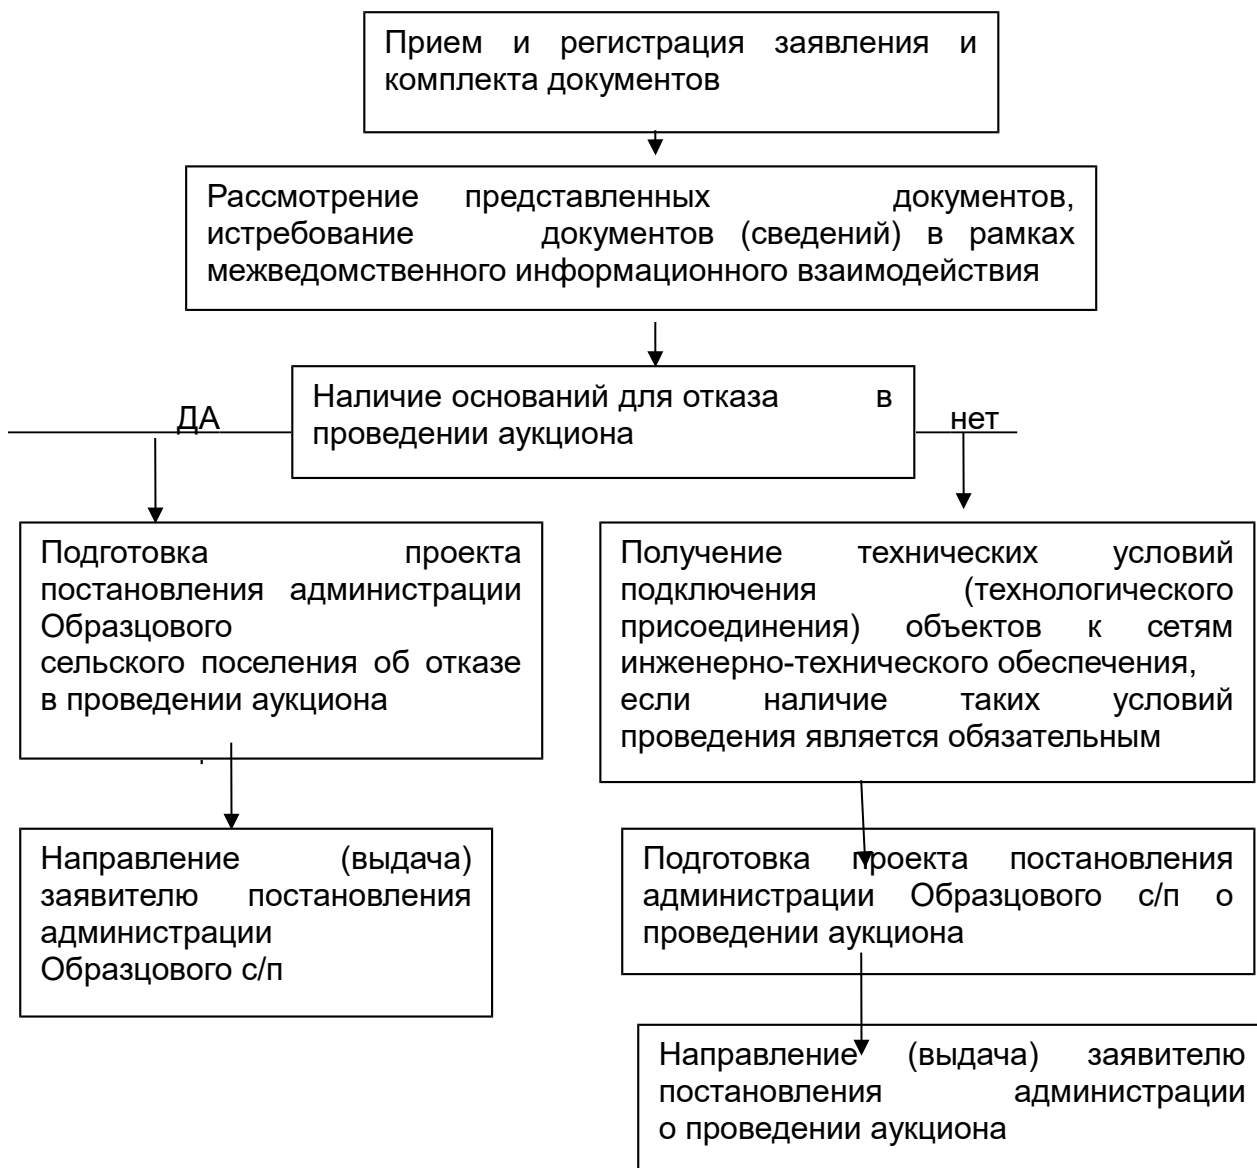 Прием и регистрация заявления и
комплекта документов
Рассмотрение представленных документов,
истребование документов (сведений) в рамках
межведомственного информационного взаимодействия
Наличие оснований для отказа в
проведении аукциона
ДА
нет
Подготовка проекта
постановления администрации
Образцового
сельского поселения об отказе
в проведении аукциона
Получение технических условий
подключения (технологического
присоединения) объектов к сетям
инженерно-технического обеспечения,
если наличие таких условий
проведения является обязательным
Направление (выдача)
заявителю постановления
администрации
Образцового с/п
Подготовка проекта постановления
администрации Образцового с/п о
проведении аукциона
Направление (выдача) заявителю
постановления администрации
о проведении аукциона